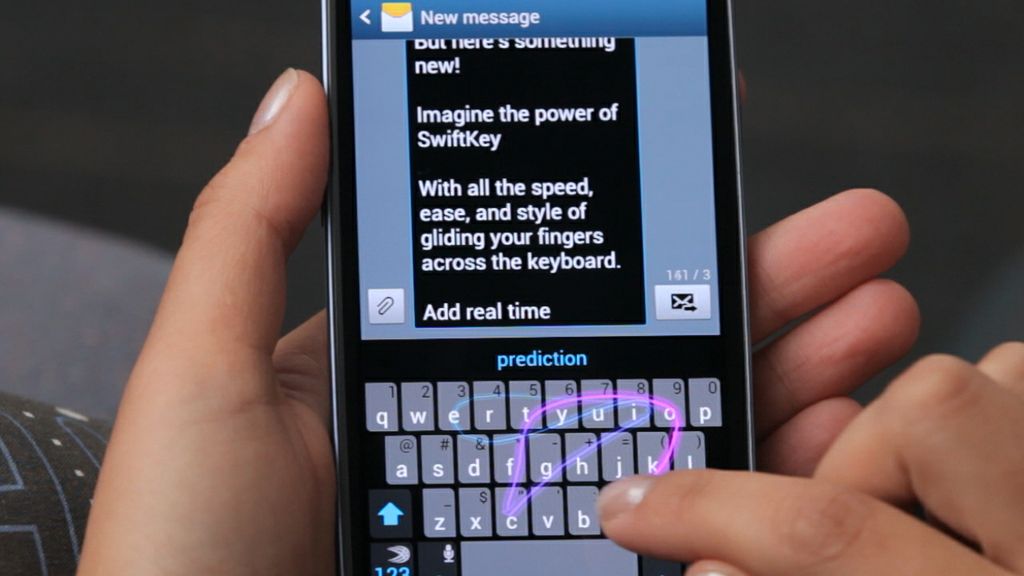 New message
But here's something
new!
Imagine the power of
SwiftKey
With all the speed,
ease, and style of
gliding your fingers
across the keyboard.
161 / 3
Add real time
prediction
1 2 3 4 5 6 7 8 9 0
q w e r t y u i o p
@ # & - + = ( )
a s d f g h j k l
$
z x c v b
123